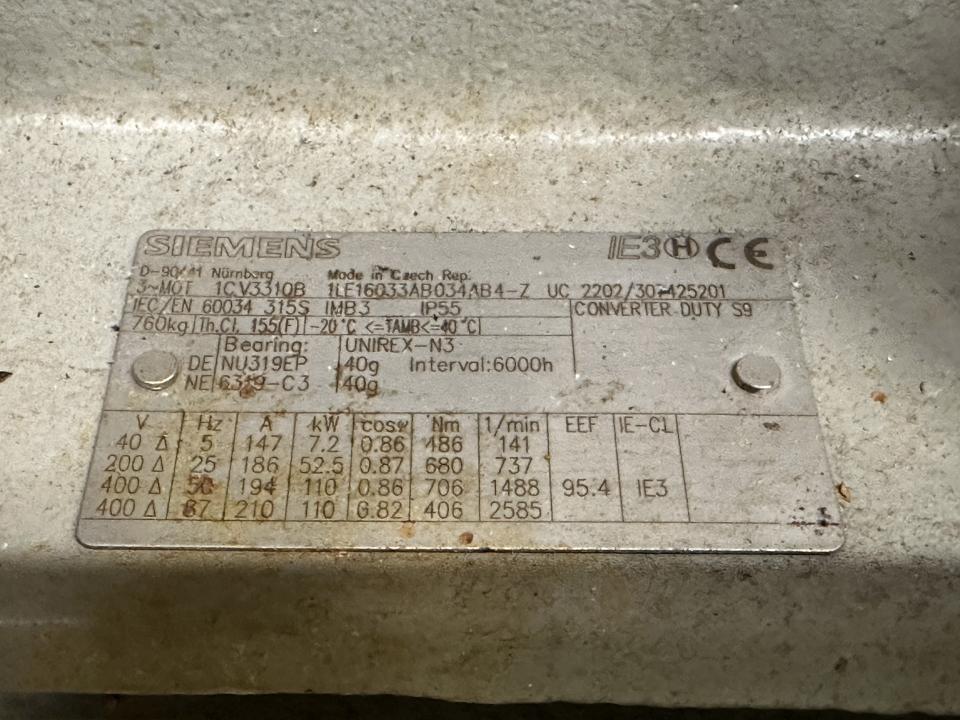 SIEMENS IE3 H CE
D-90441 Nürnberg Made in Czech Rep.
3~MOT 1CV3310B 1LE16033AB034AB4-Z UC 2202/
IEC/EN 60034 315S IMB3 IP55 CONVERTER DUTY S9
760kg Th.Cl. 155(F) -20°C <=TAMB<=40°C
Bearing: UNIREX-N3
DE NU319EP 40g Interval:6000h
NE 6319-C3 40g
V Hz A kW cosφ Nm 1/min EEF IE-CL
40 Δ 5 147 7.2 0.86 486 141
200 Δ 25 186 52.5 0.87 680 737
400 Δ 50 194 110 0.86 706 1488 95.4 IE3
400 Δ 87 210 110 0.82 406 2585